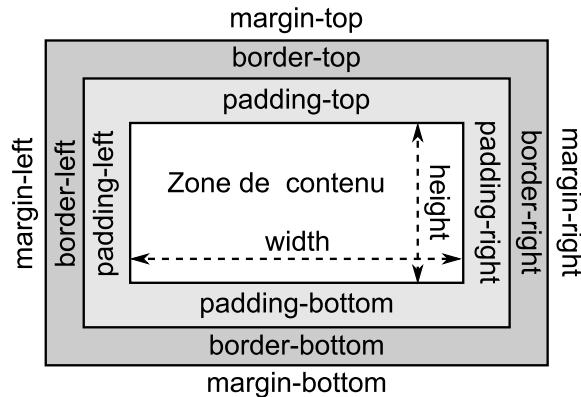 margin-top
border-top
padding-top
margin-left
border-left
padding-left
Zone de contenu
height
padding-right
border-right
margin-right
width
padding-bottom
border-bottom
margin-bottom